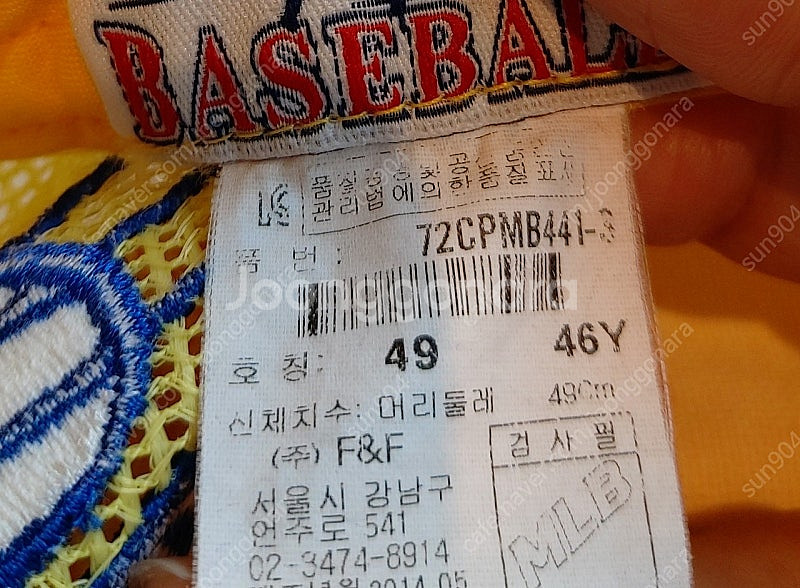 BASEBALL
품질경영및공산품안전
관리법에의한품질표시
품 번 : 72CPMB441-
호 칭 : 49 46Y
신체치수: 머리둘레 49Cm
(주) F&F
검 사 필
MLB
서울시 강남구
언주로 541
02-3474-8914
2014.05
Joonggonara